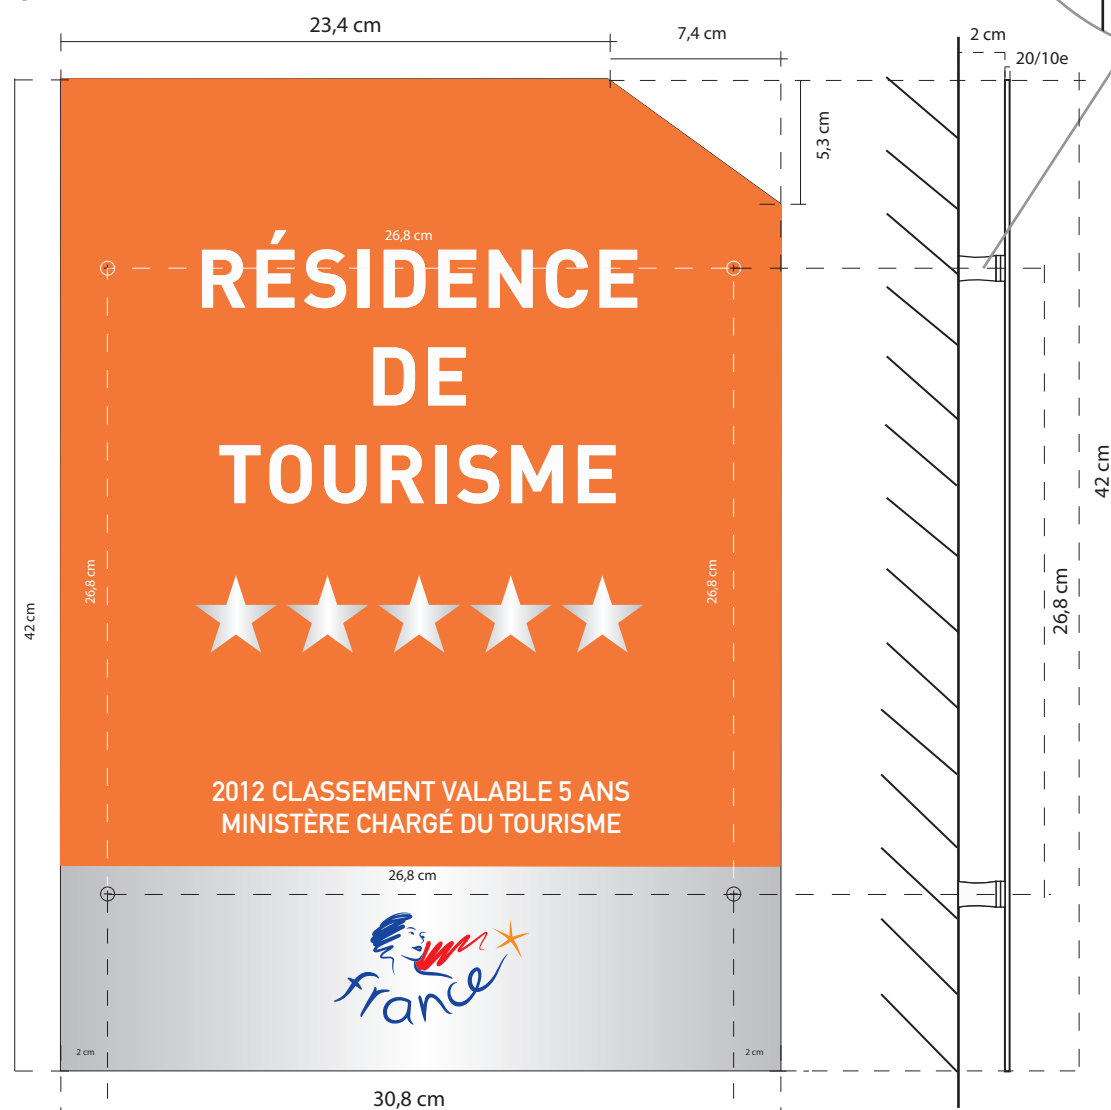 23,4 cm
7,4 cm
2 cm
20/10e
5,3 cm
26,8 cm
RÉSIDENCE
DE
TOURISME
42 cm
26,8 cm
26,8 cm
26,8 cm
42 cm
2012 CLASSEMENT VALABLE 5 ANS
MINISTÈRE CHARGÉ DU TOURISME
26,8 cm
france
2 cm
2 cm
30,8 cm